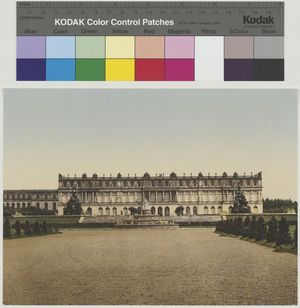 KODAK Color Control Patches
Kodak
Blue Cyan Green Yellow Red Magenta White 3/Color Black